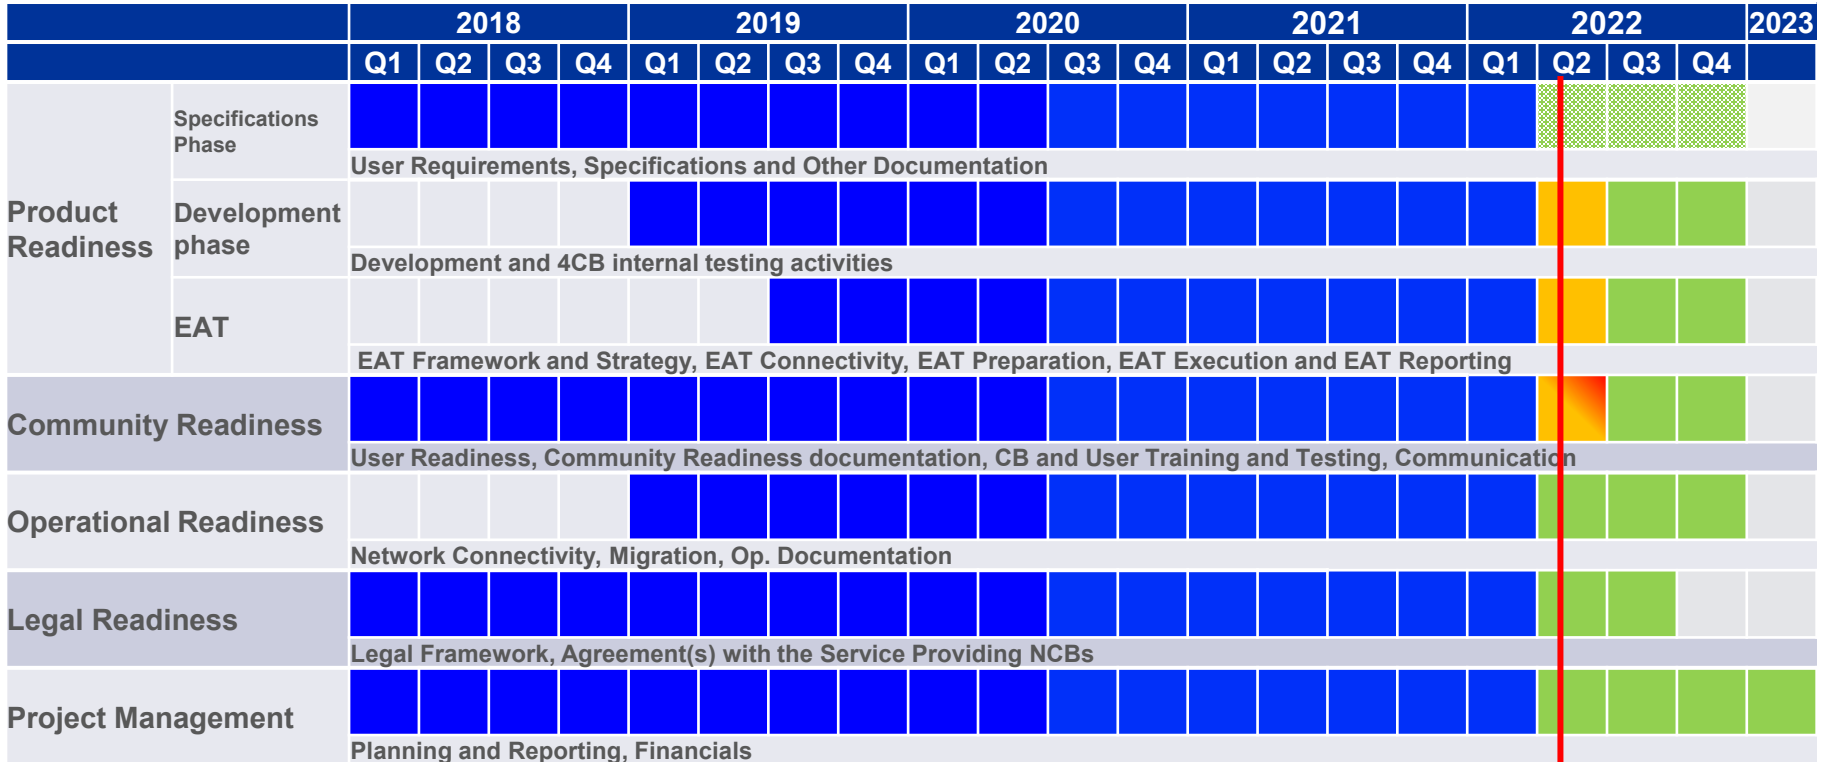 2018 2019 2020 2021 2022 2023
Q1 Q2 Q3 Q4 Q1 Q2 Q3 Q4 Q1 Q2 Q3 Q4 Q1 Q2 Q3 Q4 Q1 Q2 Q3 Q4
Product
Readiness
Specifications
Phase
User Requirements, Specifications and Other Documentation
Development
phase
Development and 4CB internal testing activities
EAT
EAT Framework and Strategy, EAT Connectivity, EAT Preparation, EAT Execution and EAT Reporting
Community Readiness
User Readiness, Community Readiness documentation, CB and User Training and Testing, Communication
Operational Readiness
Network Connectivity, Migration, Op. Documentation
Legal Readiness
Legal Framework, Agreement(s) with the Service Providing NCBs
Project Management
Planning and Reporting, Financials